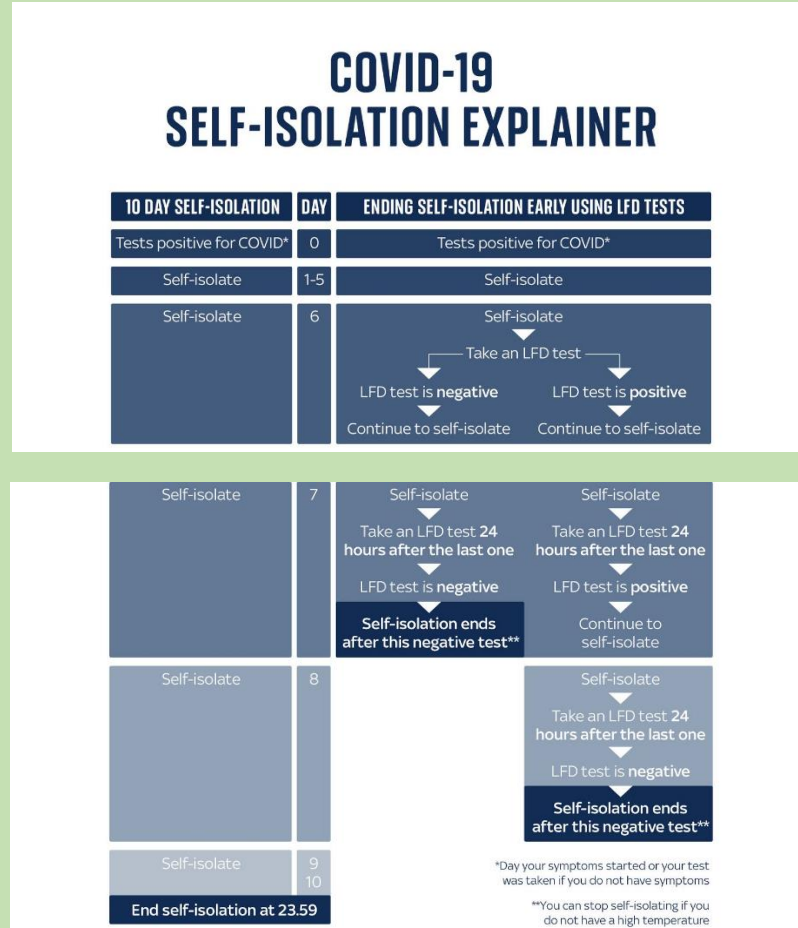 COVID-19
SELF-ISOLATION EXPLAINER
10 DAY SELF-ISOLATION DAY ENDING SELF-ISOLATION EARLY USING LFD TESTS
Tests positive for COVID* 0 Tests positive for COVID*
Self-isolate 1-5 Self-isolate
Self-isolate 6 Self-isolate
Take an LFD test
LFD test is negative LFD test is positive
Continue to self-isolate Continue to self-isolate
Self-isolate 7 Self-isolate Self-isolate
Take an LFD test 24 Take an LFD test 24
hours after the last one hours after the last one
LFD test is negative LFD test is positive
Self-isolation ends Continue to
after this negative test** self-isolate
Self-isolate 8 Self-isolate
Take an LFD test 24
hours after the last one
LFD test is negative
Self-isolation ends
after this negative test**
Self-isolate 9
10
End self-isolation at 23.59
*Day your symptoms started or your test
was taken if you do not have symptoms
**You can stop self-isolating if you
do not have a high temperature